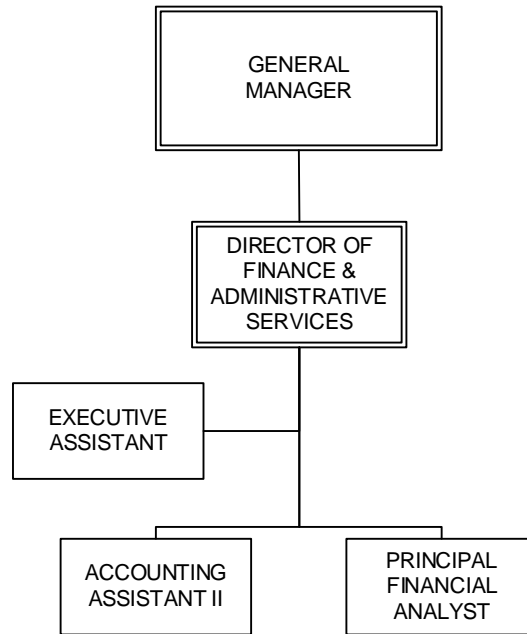 GENERAL
MANAGER
DIRECTOR OF
FINANCE &
ADMINISTRATIVE
SERVICES
EXECUTIVE
ASSISTANT
ACCOUNTING
ASSISTANT II
PRINCIPAL
FINANCIAL
ANALYST